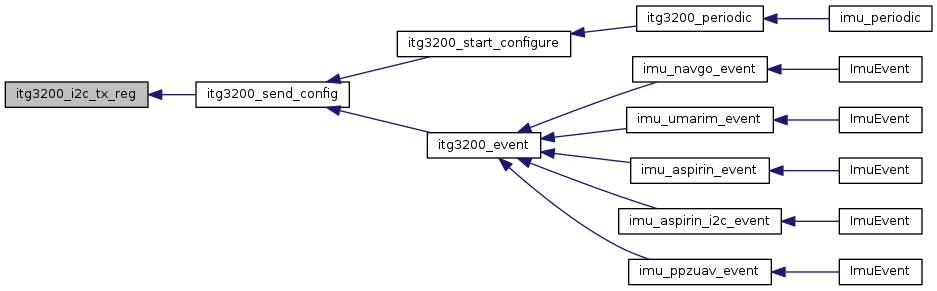 itg3200_periodic
imu_periodic
itg3200_start_configure
imu_navgo_event
ImuEvent
itg3200_i2c_tx_reg
itg3200_send_config
imu_umarim_event
ImuEvent
itg3200_event
imu_aspirin_event
ImuEvent
imu_aspirin_i2c_event
ImuEvent
imu_ppzuav_event
ImuEvent